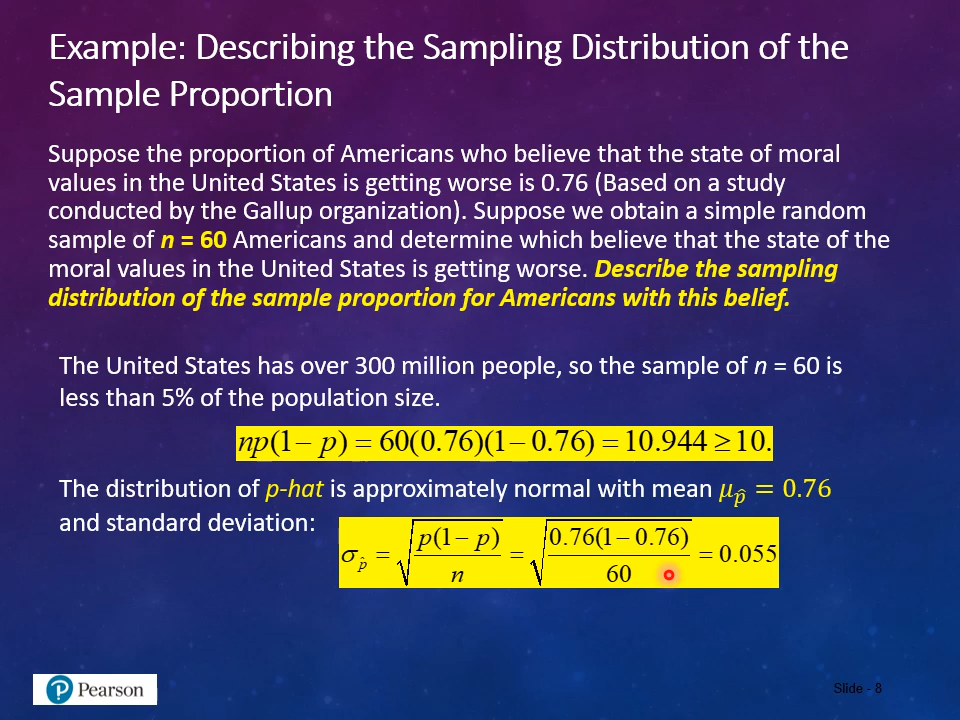 Example: Describing the Sampling Distribution of the
Sample Proportion
Suppose the proportion of Americans who believe that the state of moral
values in the United States is getting worse is 0.76 (Based on a study
conducted by the Gallup organization). Suppose we obtain a simple random
sample of n = 60 Americans and determine which believe that the state of the
moral values in the United States is getting worse. Describe the sampling
distribution of the sample proportion for Americans with this belief.
The United States has over 300 million people, so the sample of n = 60 is
less than 5% of the population size.
np(1 − p) = 60(0.76)(1 − 0.76) = 10.944 ≥ 10.
The distribution of p-hat is approximately normal with mean μ_p̂ = 0.76
and standard deviation:
σ_p̂ = √(p(1 − p)/n) = √(0.76(1 − 0.76)/60) = 0.055
Pearson
Slide - 8